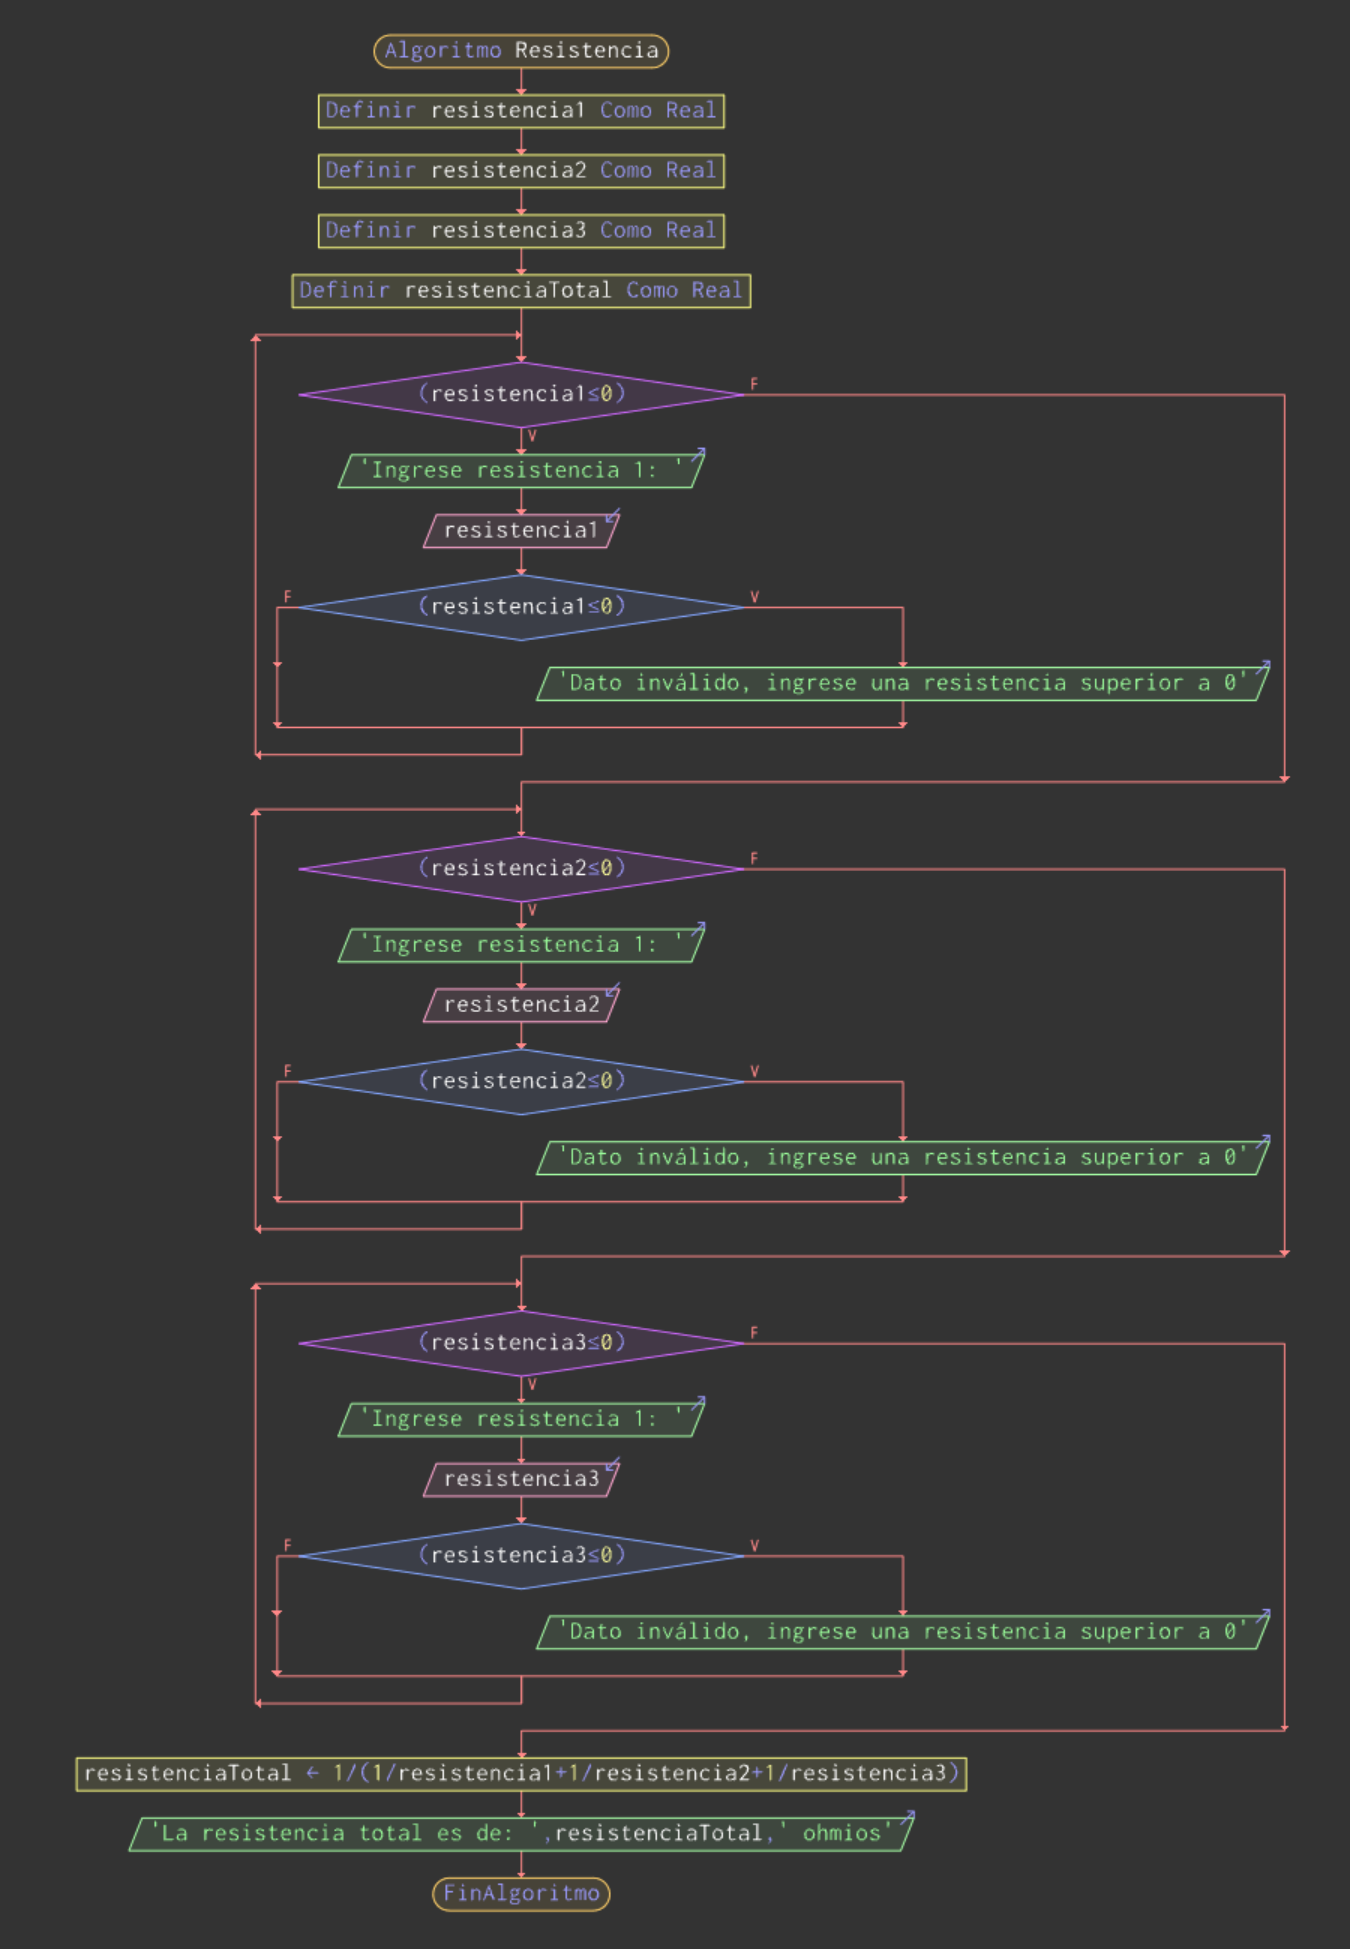 Algoritmo Resistencia
Definir resistencia1 Como Real
Definir resistencia2 Como Real
Definir resistencia3 Como Real
Definir resistenciaTotal Como Real
(resistencia1≤0)
F
V
'Ingrese resistencia 1: '
resistencia1
F
(resistencia1≤0)
V
'Dato inválido, ingrese una resistencia superior a 0'
(resistencia2≤0)
F
V
'Ingrese resistencia 1: '
resistencia2
F
(resistencia2≤0)
V
'Dato inválido, ingrese una resistencia superior a 0'
(resistencia3≤0)
F
V
'Ingrese resistencia 1: '
resistencia3
F
(resistencia3≤0)
V
'Dato inválido, ingrese una resistencia superior a 0'
resistenciaTotal ← 1/(1/resistencia1+1/resistencia2+1/resistencia3)
'La resistencia total es de: ',resistenciaTotal,' ohmios'
FinAlgoritmo